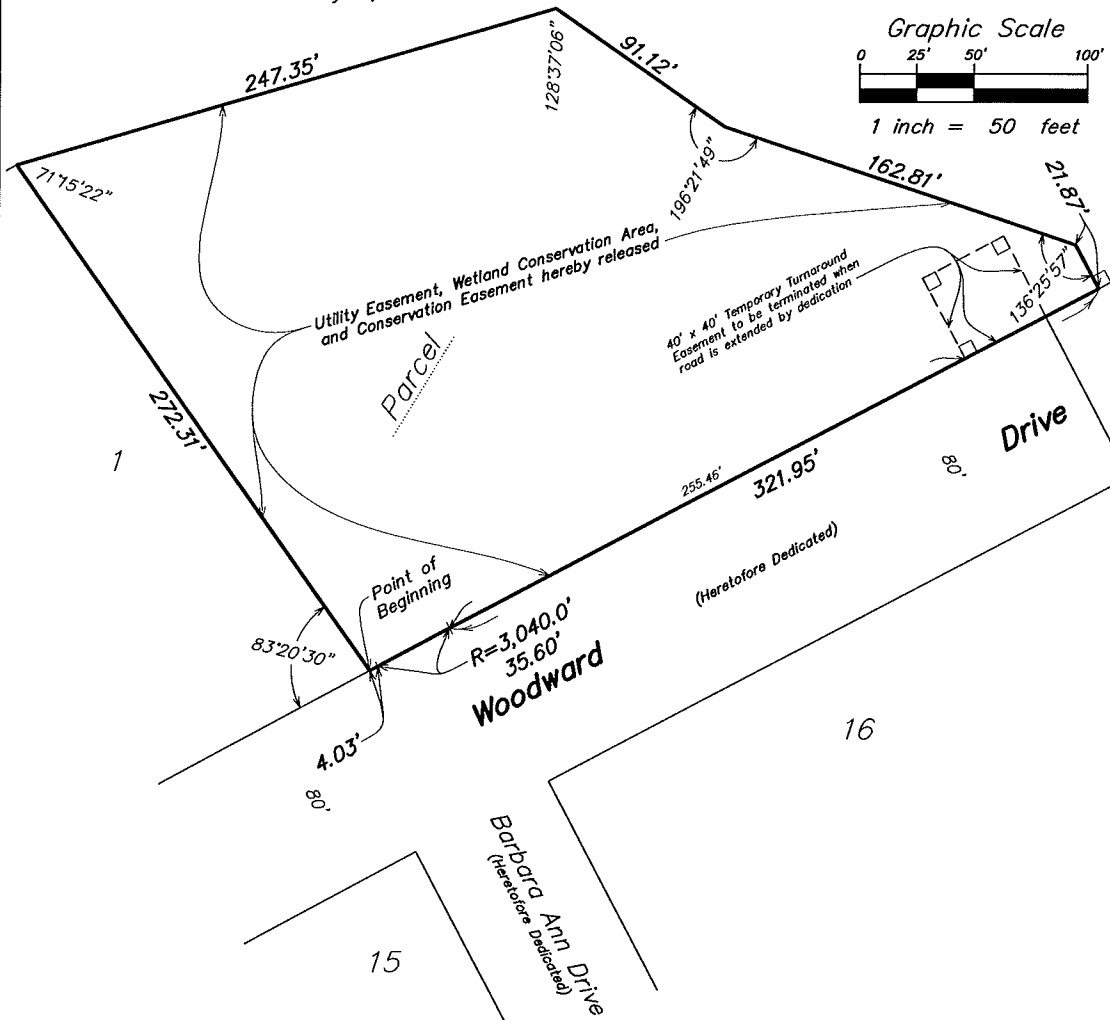 Graphic Scale
0 25' 50' 100'
1 inch = 50 feet
247.35'
128°37'06"
91.12'
71°15'22"
196°21'49"
162.81'
21.87'
Utility Easement, Wetland Conservation Area,
and Conservation Easement hereby released
40' x 40' Temporary Turnaround
Easement to be terminated when
road is extended by dedication
136°25'57"
Parcel
272.31'
1
255.46'
321.95'
80'
Drive
(Heretofore Dedicated)
Point of
Beginning
83°20'30"
R=3,040.0'
35.60'
Woodward
4.03'
80'
16
Barbara Ann Drive
(Heretofore Dedicated)
15